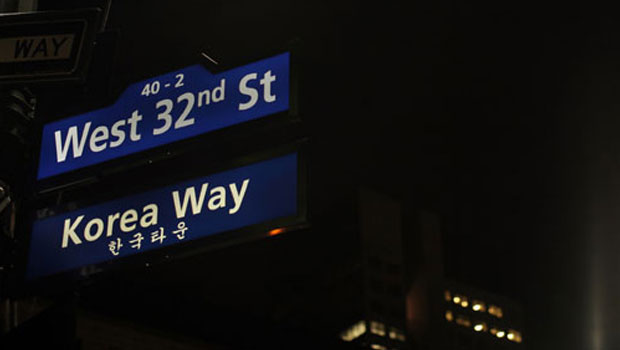 WAY
40 - 2
West 32nd St
Korea Way
한국타운